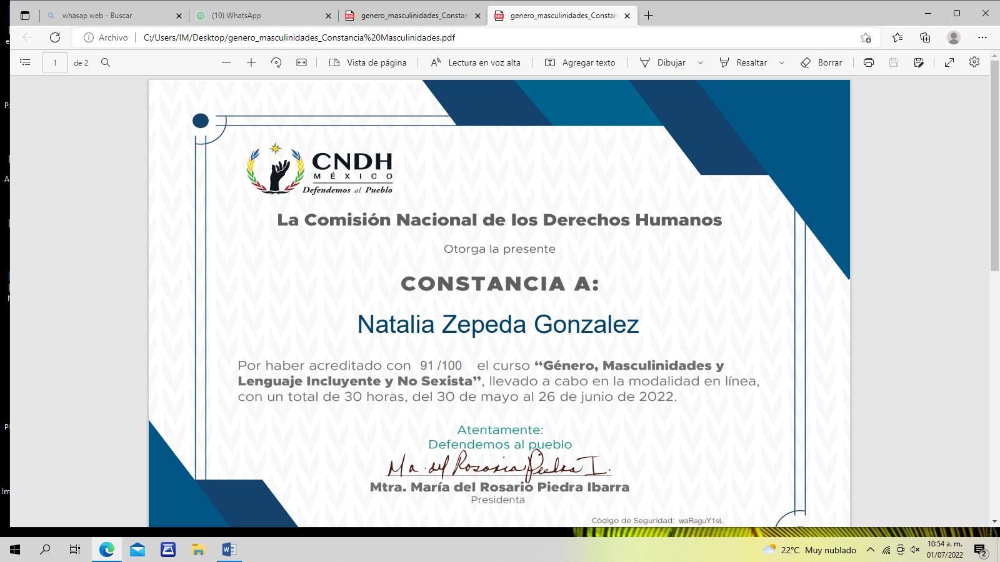 whasap web - Buscar
(10) WhatsApp
genero_masculinidades_Constan
genero_masculinidades_Constan
Archivo
C:/Users/IM/Desktop/genero_masculinidades_Constancia%20Masculinidades.pdf
1 de 2
Vista de página
Lectura en voz alta
Agregar texto
Dibujar
Resaltar
Borrar
CNDH
MÉXICO
Defendemos al Pueblo
La Comisión Nacional de los Derechos Humanos
Otorga la presente
CONSTANCIA A:
Natalia Zepeda Gonzalez
Por haber acreditado con 91 /100 el curso “Género, Masculinidades y
Lenguaje Incluyente y No Sexista”, llevado a cabo en la modalidad en línea,
con un total de 30 horas, del 30 de mayo al 26 de junio de 2022.
Atentamente:
Defendemos al pueblo
Ma. del Rosario Piedra I.
Mtra. María del Rosario Piedra Ibarra
Presidenta
Código de Seguridad: waRaguY1sL
22°C Muy nublado
10:54 a. m.
01/07/2022
2